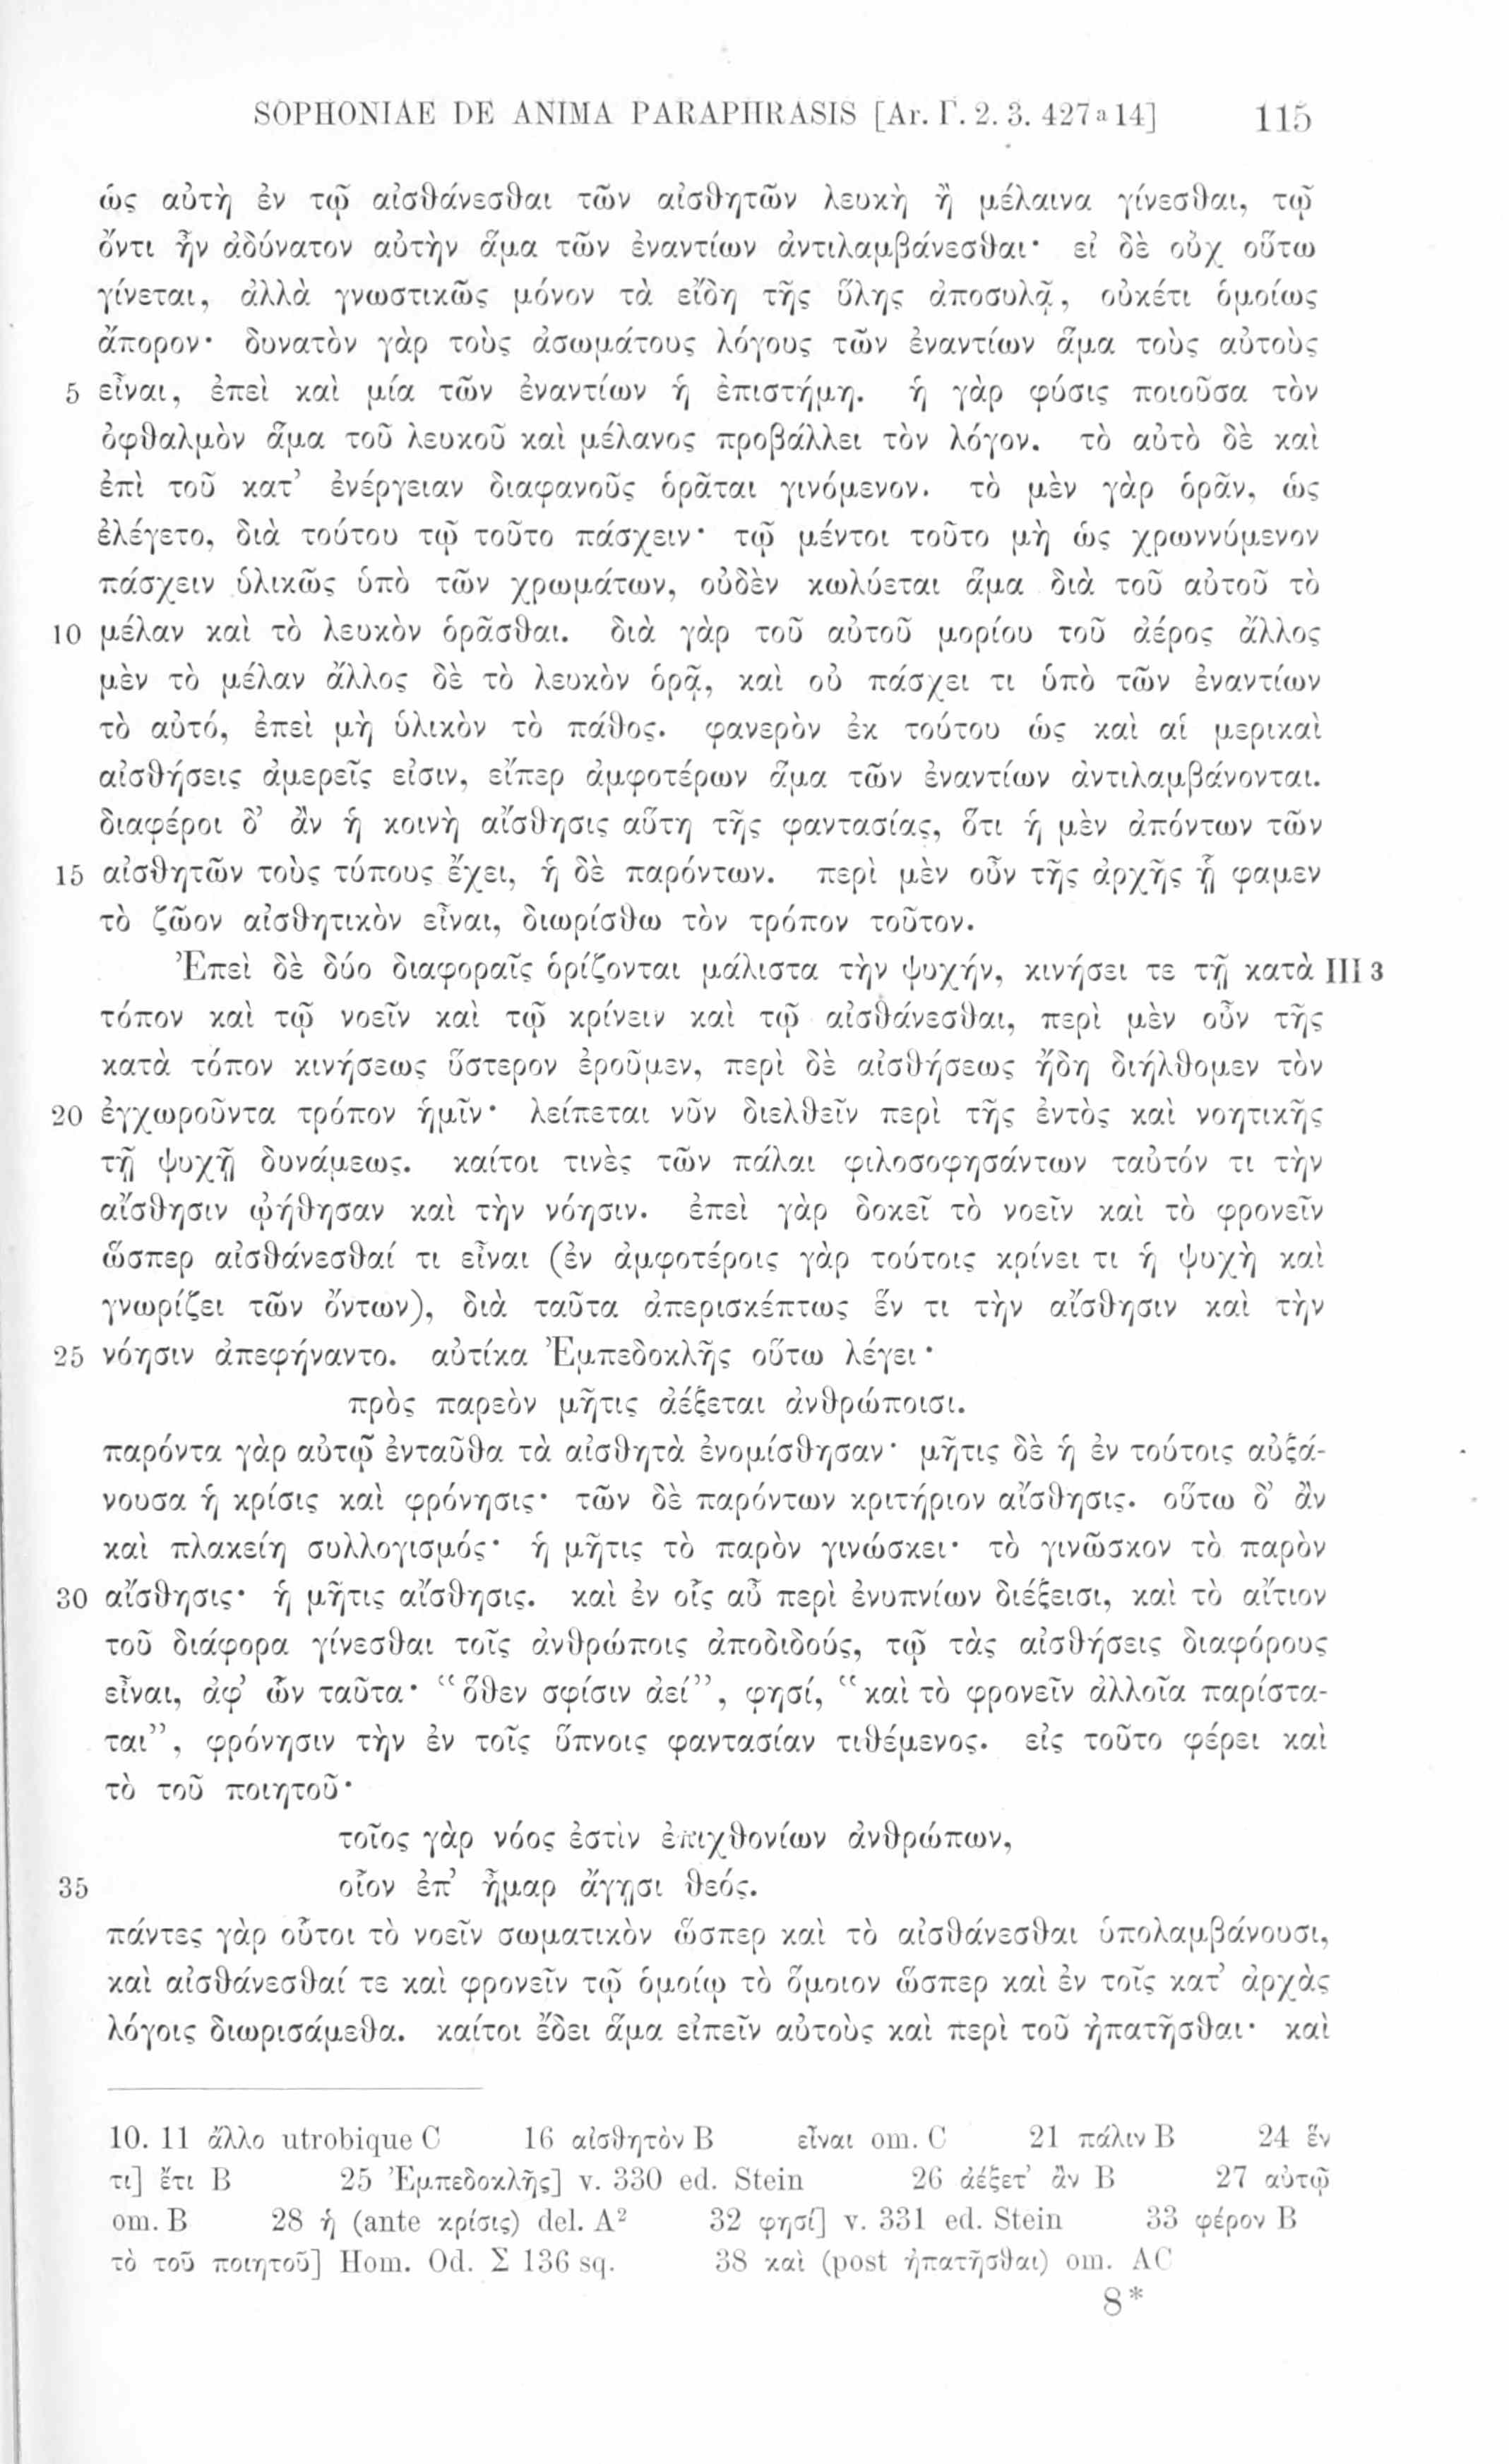 SOPHONIAE DE ANIMA PARAPHRASIS [Ar. Γ. 2. 3. 427ᵃ14] 115
ὡς αὐτὴ ἐν τῷ αἰσθάνεσθαι τῶν αἰσθητῶν λευκὴ ἢ μέλαινα γίνεσθαι, τῷ
ὄντι ἦν ἀδύνατον αὐτὴν ἅμα τῶν ἐναντίων ἀντιλαμβάνεσθαι· εἰ δὲ οὐχ οὕτω
γίνεται, ἀλλὰ γνωστικῶς μόνον τὰ εἴδη τῆς ὕλης ἀποσυλᾷ, οὐκέτι ὁμοίως
ἄπορον· δυνατὸν γὰρ τοὺς ἀσωμάτους λόγους τῶν ἐναντίων ἅμα τοὺς αὐτοὺς
5 εἶναι, ἐπεὶ καὶ μία τῶν ἐναντίων ἡ ἐπιστήμη. ἡ γὰρ φύσις ποιοῦσα τὸν
ὀφθαλμὸν ἅμα τοῦ λευκοῦ καὶ μέλανος προβάλλει τὸν λόγον. τὸ αὐτὸ δὲ καὶ
ἐπὶ τοῦ κατ’ ἐνέργειαν διαφανοῦς ὁρᾶται γινόμενον. τὸ μὲν γὰρ ὁρᾶν, ὡς
ἐλέγετο, διὰ τούτου τῷ τοῦτο πάσχειν· τῷ μέντοι τοῦτο μὴ ὡς χρωννύμενον
πάσχειν ὑλικῶς ὑπὸ τῶν χρωμάτων, οὐδὲν κωλύεται ἅμα διὰ τοῦ αὐτοῦ τὸ
10 μέλαν καὶ τὸ λευκὸν ὁρᾶσθαι. διὰ γὰρ τοῦ αὐτοῦ μορίου τοῦ ἀέρος ἄλλος
μὲν τὸ μέλαν ἄλλος δὲ τὸ λευκὸν ὁρᾷ, καὶ οὐ πάσχει τι ὑπὸ τῶν ἐναντίων
τὸ αὐτό, ἐπεὶ μὴ ὑλικὸν τὸ πάθος. φανερὸν ἐκ τούτου ὡς καὶ αἱ μερικαὶ
αἰσθήσεις ἀμερεῖς εἰσιν, εἴπερ ἀμφοτέρων ἅμα τῶν ἐναντίων ἀντιλαμβάνονται.
διαφέροι δ’ ἂν ἡ κοινὴ αἴσθησις αὕτη τῆς φαντασίας, ὅτι ἡ μὲν ἀπόντων τῶν
15 αἰσθητῶν τοὺς τύπους ἔχει, ἡ δὲ παρόντων. περὶ μὲν οὖν τῆς ἀρχῆς ᾗ φαμεν
τὸ ζῶον αἰσθητικὸν εἶναι, διωρίσθω τὸν τρόπον τοῦτον.
Ἐπεὶ δὲ δύο διαφοραῖς ὁρίζονται μάλιστα τὴν ψυχήν, κινήσει τε τῇ κατὰ III 3
τόπον καὶ τῷ νοεῖν καὶ τῷ κρίνειν καὶ τῷ αἰσθάνεσθαι, περὶ μὲν οὖν τῆς
κατὰ τόπον κινήσεως ὕστερον ἐροῦμεν, περὶ δὲ αἰσθήσεως ἤδη διήλθομεν τὸν
20 ἐγχωροῦντα τρόπον ἡμῖν· λείπεται νῦν διελθεῖν περὶ τῆς ἐντὸς καὶ νοητικῆς
τῇ ψυχῇ δυνάμεως. καίτοι τινὲς τῶν πάλαι φιλοσοφησάντων ταὐτόν τι τὴν
αἴσθησιν ᾠήθησαν καὶ τὴν νόησιν. ἐπεὶ γὰρ δοκεῖ τὸ νοεῖν καὶ τὸ φρονεῖν
ὥσπερ αἰσθάνεσθαί τι εἶναι (ἐν ἀμφοτέροις γὰρ τούτοις κρίνει τι ἡ ψυχὴ καὶ
γνωρίζει τῶν ὄντων), διὰ ταῦτα ἀπερισκέπτως ἕν τι τὴν αἴσθησιν καὶ τὴν
25 νόησιν ἀπεφήναντο. αὐτίκα Ἐμπεδοκλῆς οὕτω λέγει·
πρὸς παρεὸν μῆτις ἀέξεται ἀνθρώποισι.
παρόντα γὰρ αὐτῷ ἐνταῦθα τὰ αἰσθητὰ ἐνομίσθησαν· μῆτις δὲ ἡ ἐν τούτοις αὐξά-
νουσα ἡ κρίσις καὶ φρόνησις· τῶν δὲ παρόντων κριτήριον αἴσθησις. οὕτω δ’ ἂν
καὶ πλακείη συλλογισμός· ἡ μῆτις τὸ παρὸν γινώσκει· τὸ γινῶσκον τὸ παρὸν
30 αἴσθησις· ἡ μῆτις αἴσθησις. καὶ ἐν οἷς αὖ περὶ ἐνυπνίων διέξεισι, καὶ τὸ αἴτιον
τοῦ διάφορα γίνεσθαι τοῖς ἀνθρώποις ἀποδιδούς, τῷ τὰς αἰσθήσεις διαφόρους
εἶναι, ἀφ’ ὧν ταῦτα· “ὅθεν σφίσιν ἀεί”, φησί, “καὶ τὸ φρονεῖν ἀλλοῖα παρίστα-
ται”, φρόνησιν τὴν ἐν τοῖς ὕπνοις φαντασίαν τιθέμενος. εἰς τοῦτο φέρει καὶ
τὸ τοῦ ποιητοῦ·
τοῖος γὰρ νόος ἐστὶν ἐπιχθονίων ἀνθρώπων,
35 οἷον ἐπ’ ἦμαρ ἄγῃσι θεός.
πάντες γὰρ οὗτοι τὸ νοεῖν σωματικὸν ὥσπερ καὶ τὸ αἰσθάνεσθαι ὑπολαμβάνουσι,
καὶ αἰσθάνεσθαί τε καὶ φρονεῖν τῷ ὁμοίῳ τὸ ὅμοιον ὥσπερ καὶ ἐν τοῖς κατ’ ἀρχὰς
λόγοις διωρισάμεθα. καίτοι ἔδει ἅμα εἰπεῖν αὐτοὺς καὶ περὶ τοῦ ἠπατῆσθαι· καὶ
10. 11 ἄλλο utrobique C 16 αἰσθητὸν B εἶναι om. C 21 πάλιν B 24 ἕν
τι] ἔτι B 25 Ἐμπεδοκλῆς] v. 330 ed. Stein 26 ἀέξετ’ ἂν B 27 αὐτῷ
om. B 28 ἡ (ante κρίσις) del. A² 32 φησί] v. 331 ed. Stein 33 φέρον B
τὸ τοῦ ποιητοῦ] Hom. Od. Σ 136 sq. 38 καὶ (post ἠπατῆσθαι) om. AC
8*